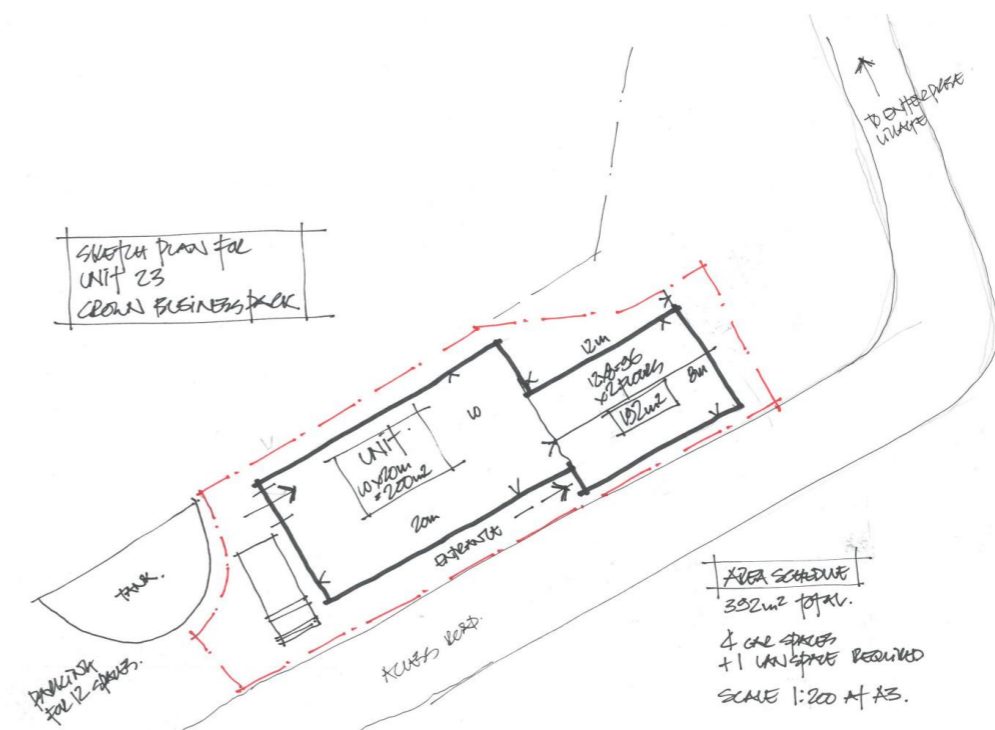 SKETCH PLAN FOR
UNIT 23
CROWN BUSINESS PARK
TO ENTERPRISE
VILLAGE
12m
12x8=96
x2 FLOORS
192m²
8m
10
UNIT.
10x20m
=200m²
20m
ENTRANCE
TANK.
PARKING
FOR 12 SPACES.
ACCESS ROAD.
AREA SCHEDULE
392m² TOTAL.
4 CAR SPACES
+1 VAN SPACE REQUIRED
SCALE 1:200 AT A3.